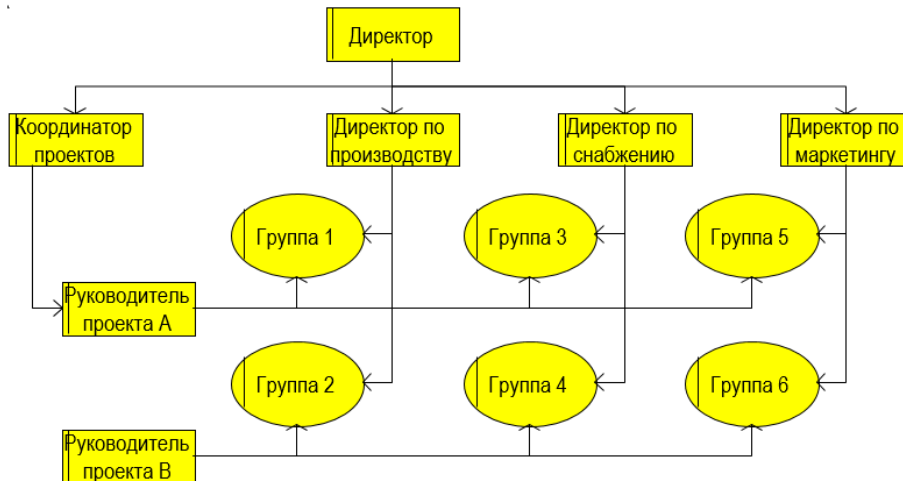 Директор
Координатор
проектов
Директор по
производству
Директор по
снабжению
Директор по
маркетингу
Группа 1
Группа 3
Группа 5
Руководитель
проекта А
Группа 2
Группа 4
Группа 6
Руководитель
проекта В